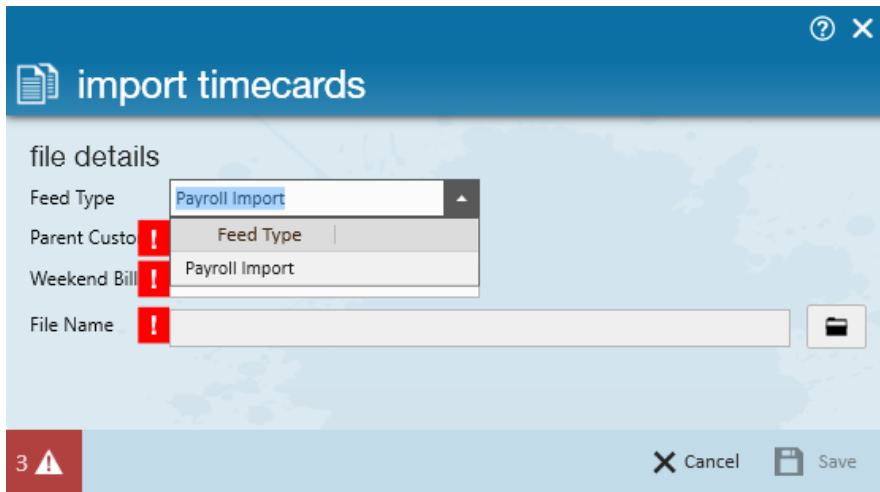 import timecards
file details
Feed Type Payroll Import
Parent Custo ! Feed Type
Weekend Bill ! Payroll Import
File Name !
3 Cancel Save